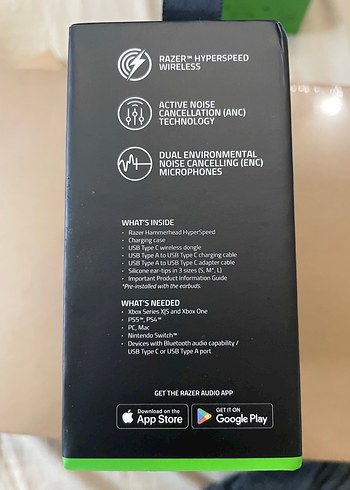 RAZER™ HYPERSPEED
WIRELESS
ACTIVE NOISE
CANCELLATION (ANC)
TECHNOLOGY
DUAL ENVIRONMENTAL
NOISE CANCELLING (ENC)
MICROPHONES
WHAT'S INSIDE
· Razer Hammerhead HyperSpeed
· Charging case
· USB Type C wireless dongle
· USB Type A to USB Type C charging cable
· USB Type A to USB Type C adapter cable
· Silicone ear-tips in 3 sizes (S, M*, L)
· Important Product Information Guide
*Pre-installed with the earbuds.
WHAT'S NEEDED
· Xbox Series X|S and Xbox One
· PS5™, PS4™
· PC, Mac
· Nintendo Switch™
· Devices with Bluetooth audio capability /
USB Type C or USB Type A port
GET THE RAZER AUDIO APP
Download on the
App Store
GET IT ON
Google Play